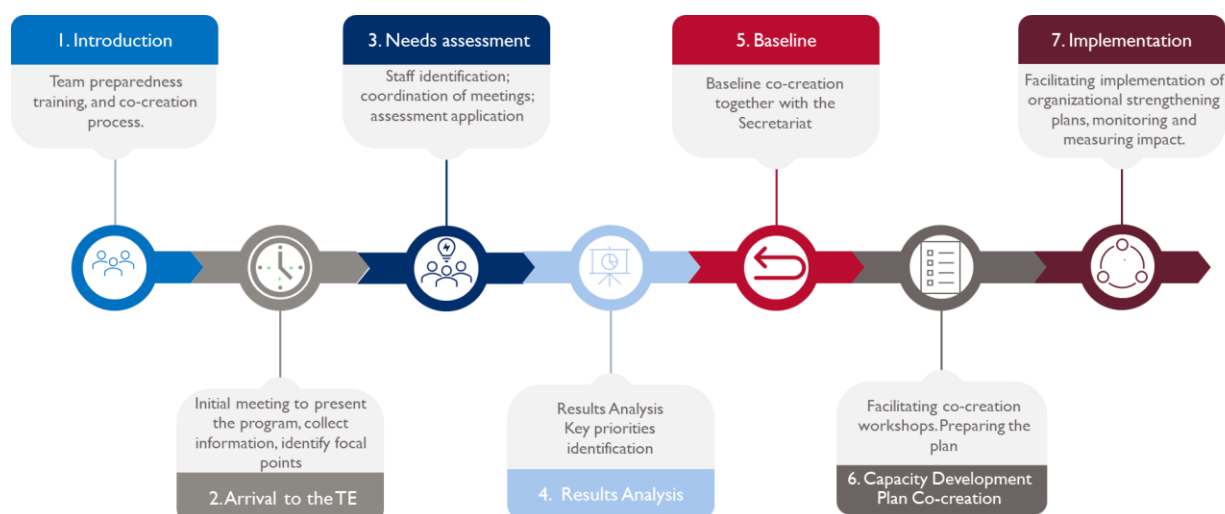 1. Introduction
Team preparedness
training, and co-creation
process.
3. Needs assessment
Staff identification;
coordination of meetings;
assessment application
5. Baseline
Baseline co-creation
together with the
Secretariat
7. Implementation
Facilitating implementation of
organizational strengthening
plans, monitoring and
measuring impact.
Initial meeting to present
the program, collect
information, identify focal
points
2. Arrival to the TE
Results Analysis
Key priorities
identification
4. Results Analysis
Facilitating co-creation
workshops. Preparing the
plan
6. Capacity Development
Plan Co-creation